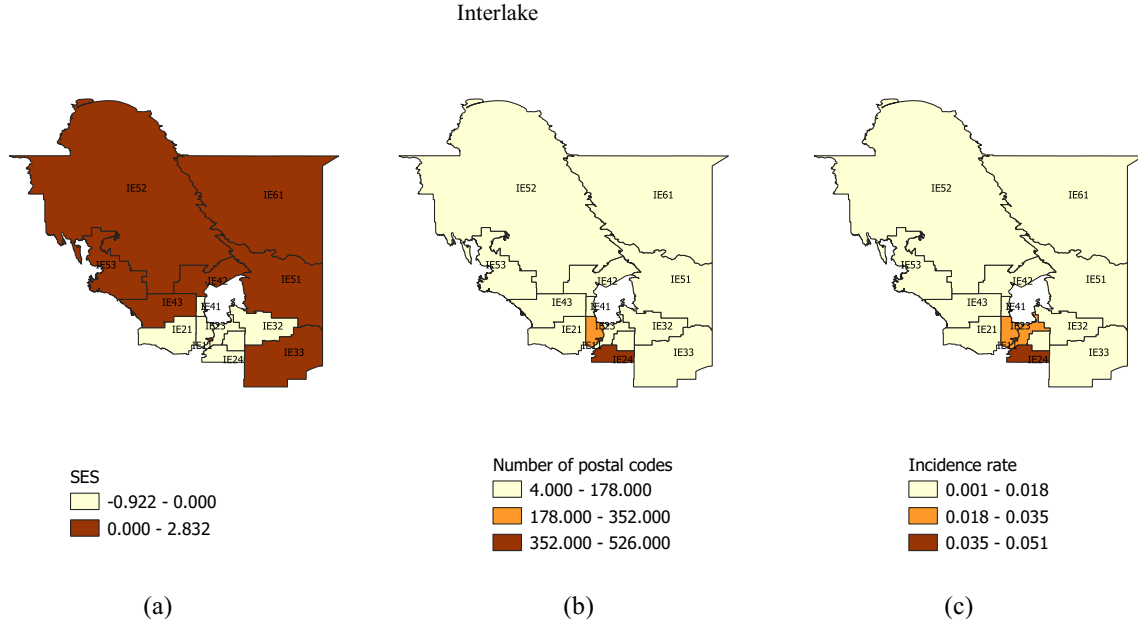 Interlake
IE52
IE61
IE53
IE42
IE51
IE43
IE41
IE21
IE23
IE32
IE33
IE24
SES
-0.922 - 0.000
0.000 - 2.832
(a)
IE52
IE61
IE53
IE42
IE51
IE43
IE41
IE21
IE23
IE32
IE33
IE24
Number of postal codes
4.000 - 178.000
178.000 - 352.000
352.000 - 526.000
(b)
IE52
IE61
IE53
IE42
IE51
IE43
IE41
IE21
IE23
IE32
IE33
IE24
Incidence rate
0.001 - 0.018
0.018 - 0.035
0.035 - 0.051
(c)